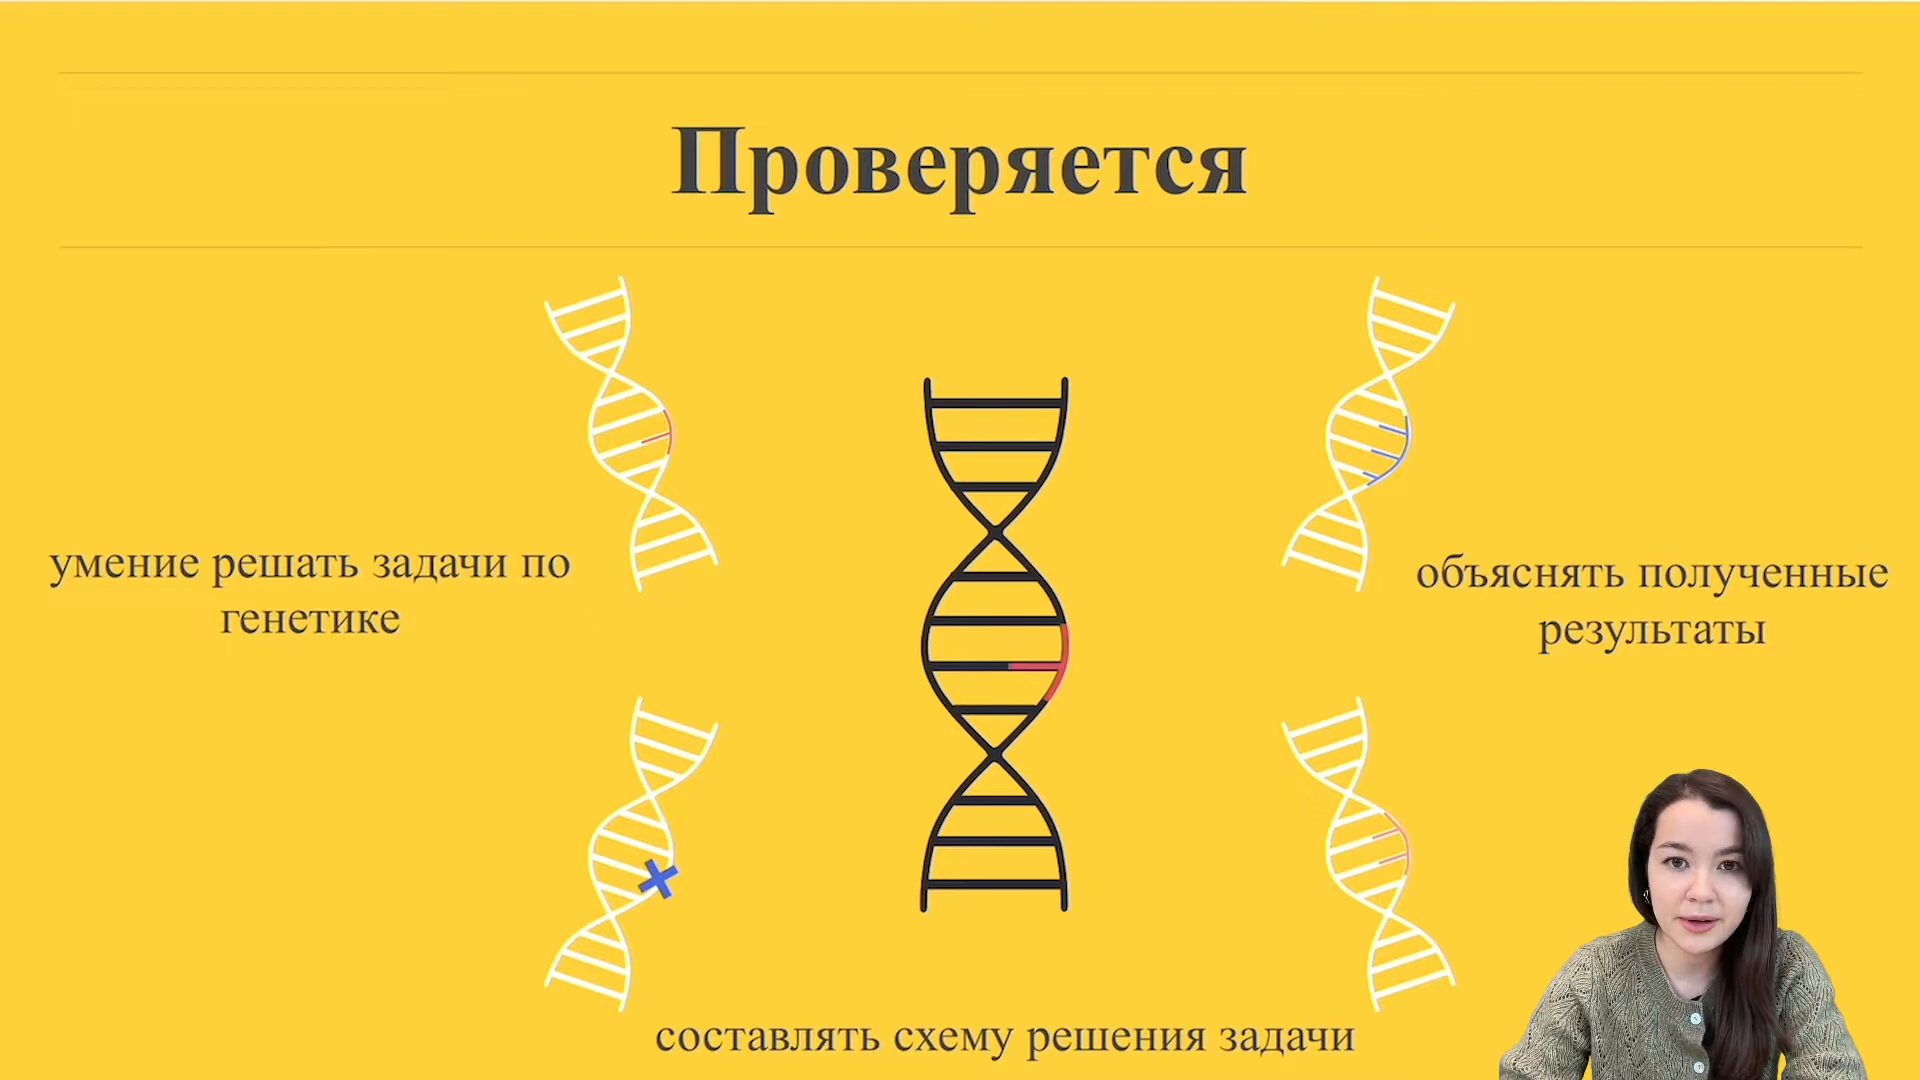 Проверяется
умение решать задачи по
генетике
объяснять полученные
результаты
составлять схему решения задачи